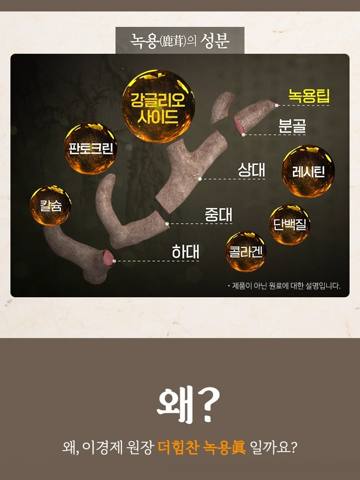 녹용(鹿茸)의 성분
강글리오
사이드
녹용팁
판토크린
분골
상대
레시틴
칼슘
중대
단백질
하대
콜라겐
• 제품이 아닌 원료에 대한 설명입니다.
왜?
왜, 이경제 원장 더힘찬 녹용眞 일까요?